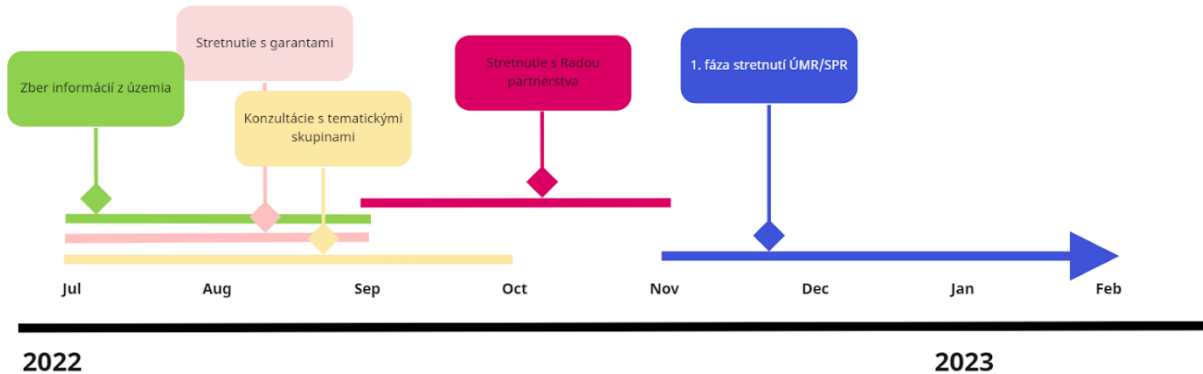 Stretnutie s garantami
Zber informácií z územia
Konzultácie s tematickými
skupinami
Stretnutie s Radou
partnerstva
1. fáza stretnutí ÚMR/SPR
Jul
Aug
Sep
Oct
Nov
Dec
Jan
Feb
2022
2023